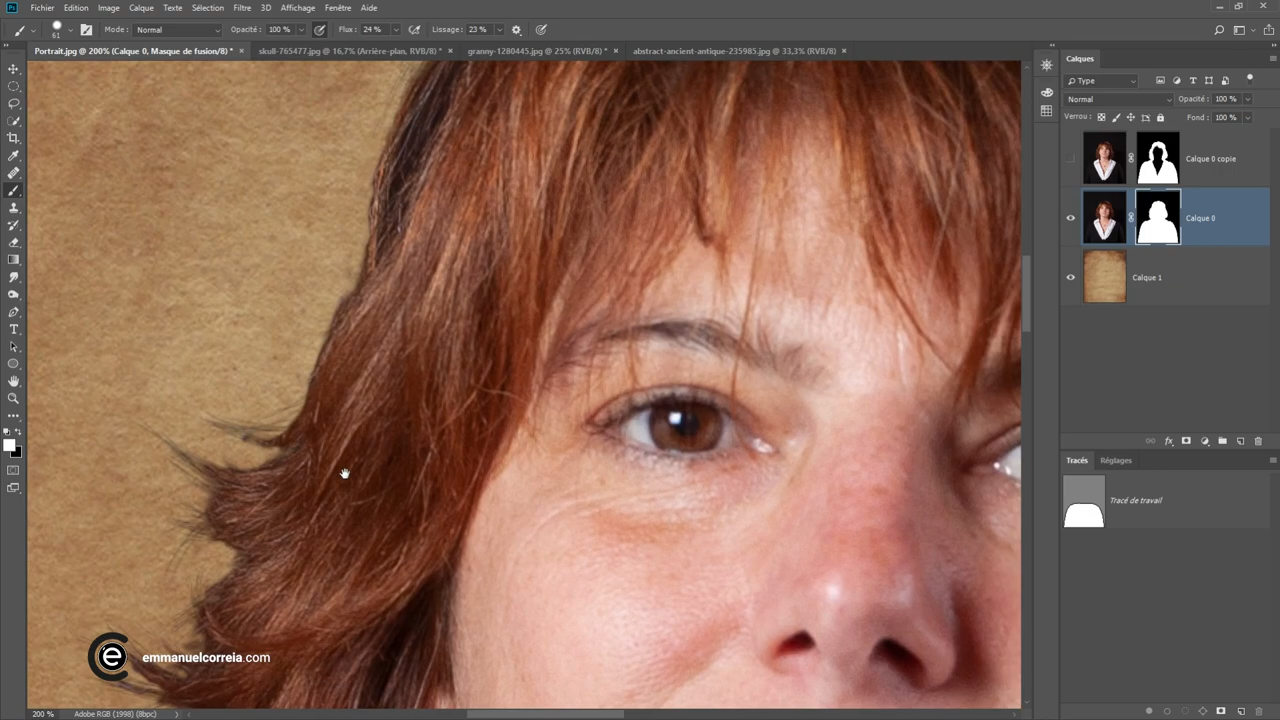 Ps Fichier Edition Image Calque Texte Sélection Filtre 3D Affichage Fenêtre Aide
61 Mode : Normal Opacité : 100 % Flux : 24 % Lissage : 23 %
Portrait.jpg @ 200% (Calque 0, Masque de fusion/8) * × skull-765477.jpg @ 16,7% (Arrière-plan, RVB/8) * × granny-1280445.jpg @ 25% (RVB/8) * × abstract-ancient-antique-235985.jpg @ 33,3% (RVB/8) ×
Calques
Type
Normal Opacité : 100 %
Verrou : Fond : 100 %
Calque 0 copie
Calque 0
Calque 1
Tracés Réglages
Tracé de travail
emmanuelcorreia.com
200 % Adobe RGB (1998) (8bpc)